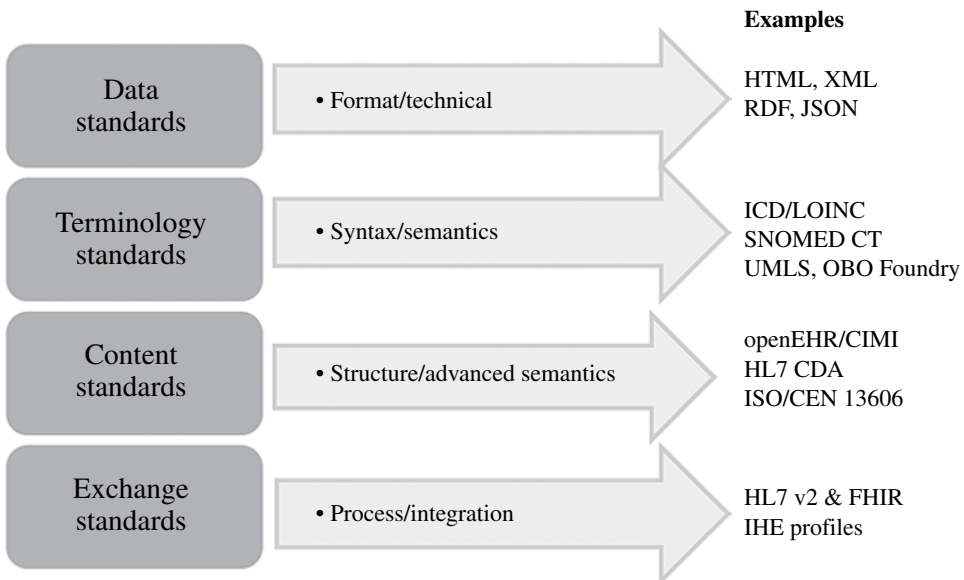 Examples
Data
standards
• Format/technical
HTML, XML
RDF, JSON
Terminology
standards
• Syntax/semantics
ICD/LOINC
SNOMED CT
UMLS, OBO Foundry
Content
standards
• Structure/advanced semantics
openEHR/CIMI
HL7 CDA
ISO/CEN 13606
Exchange
standards
• Process/integration
HL7 v2 & FHIR
IHE profiles